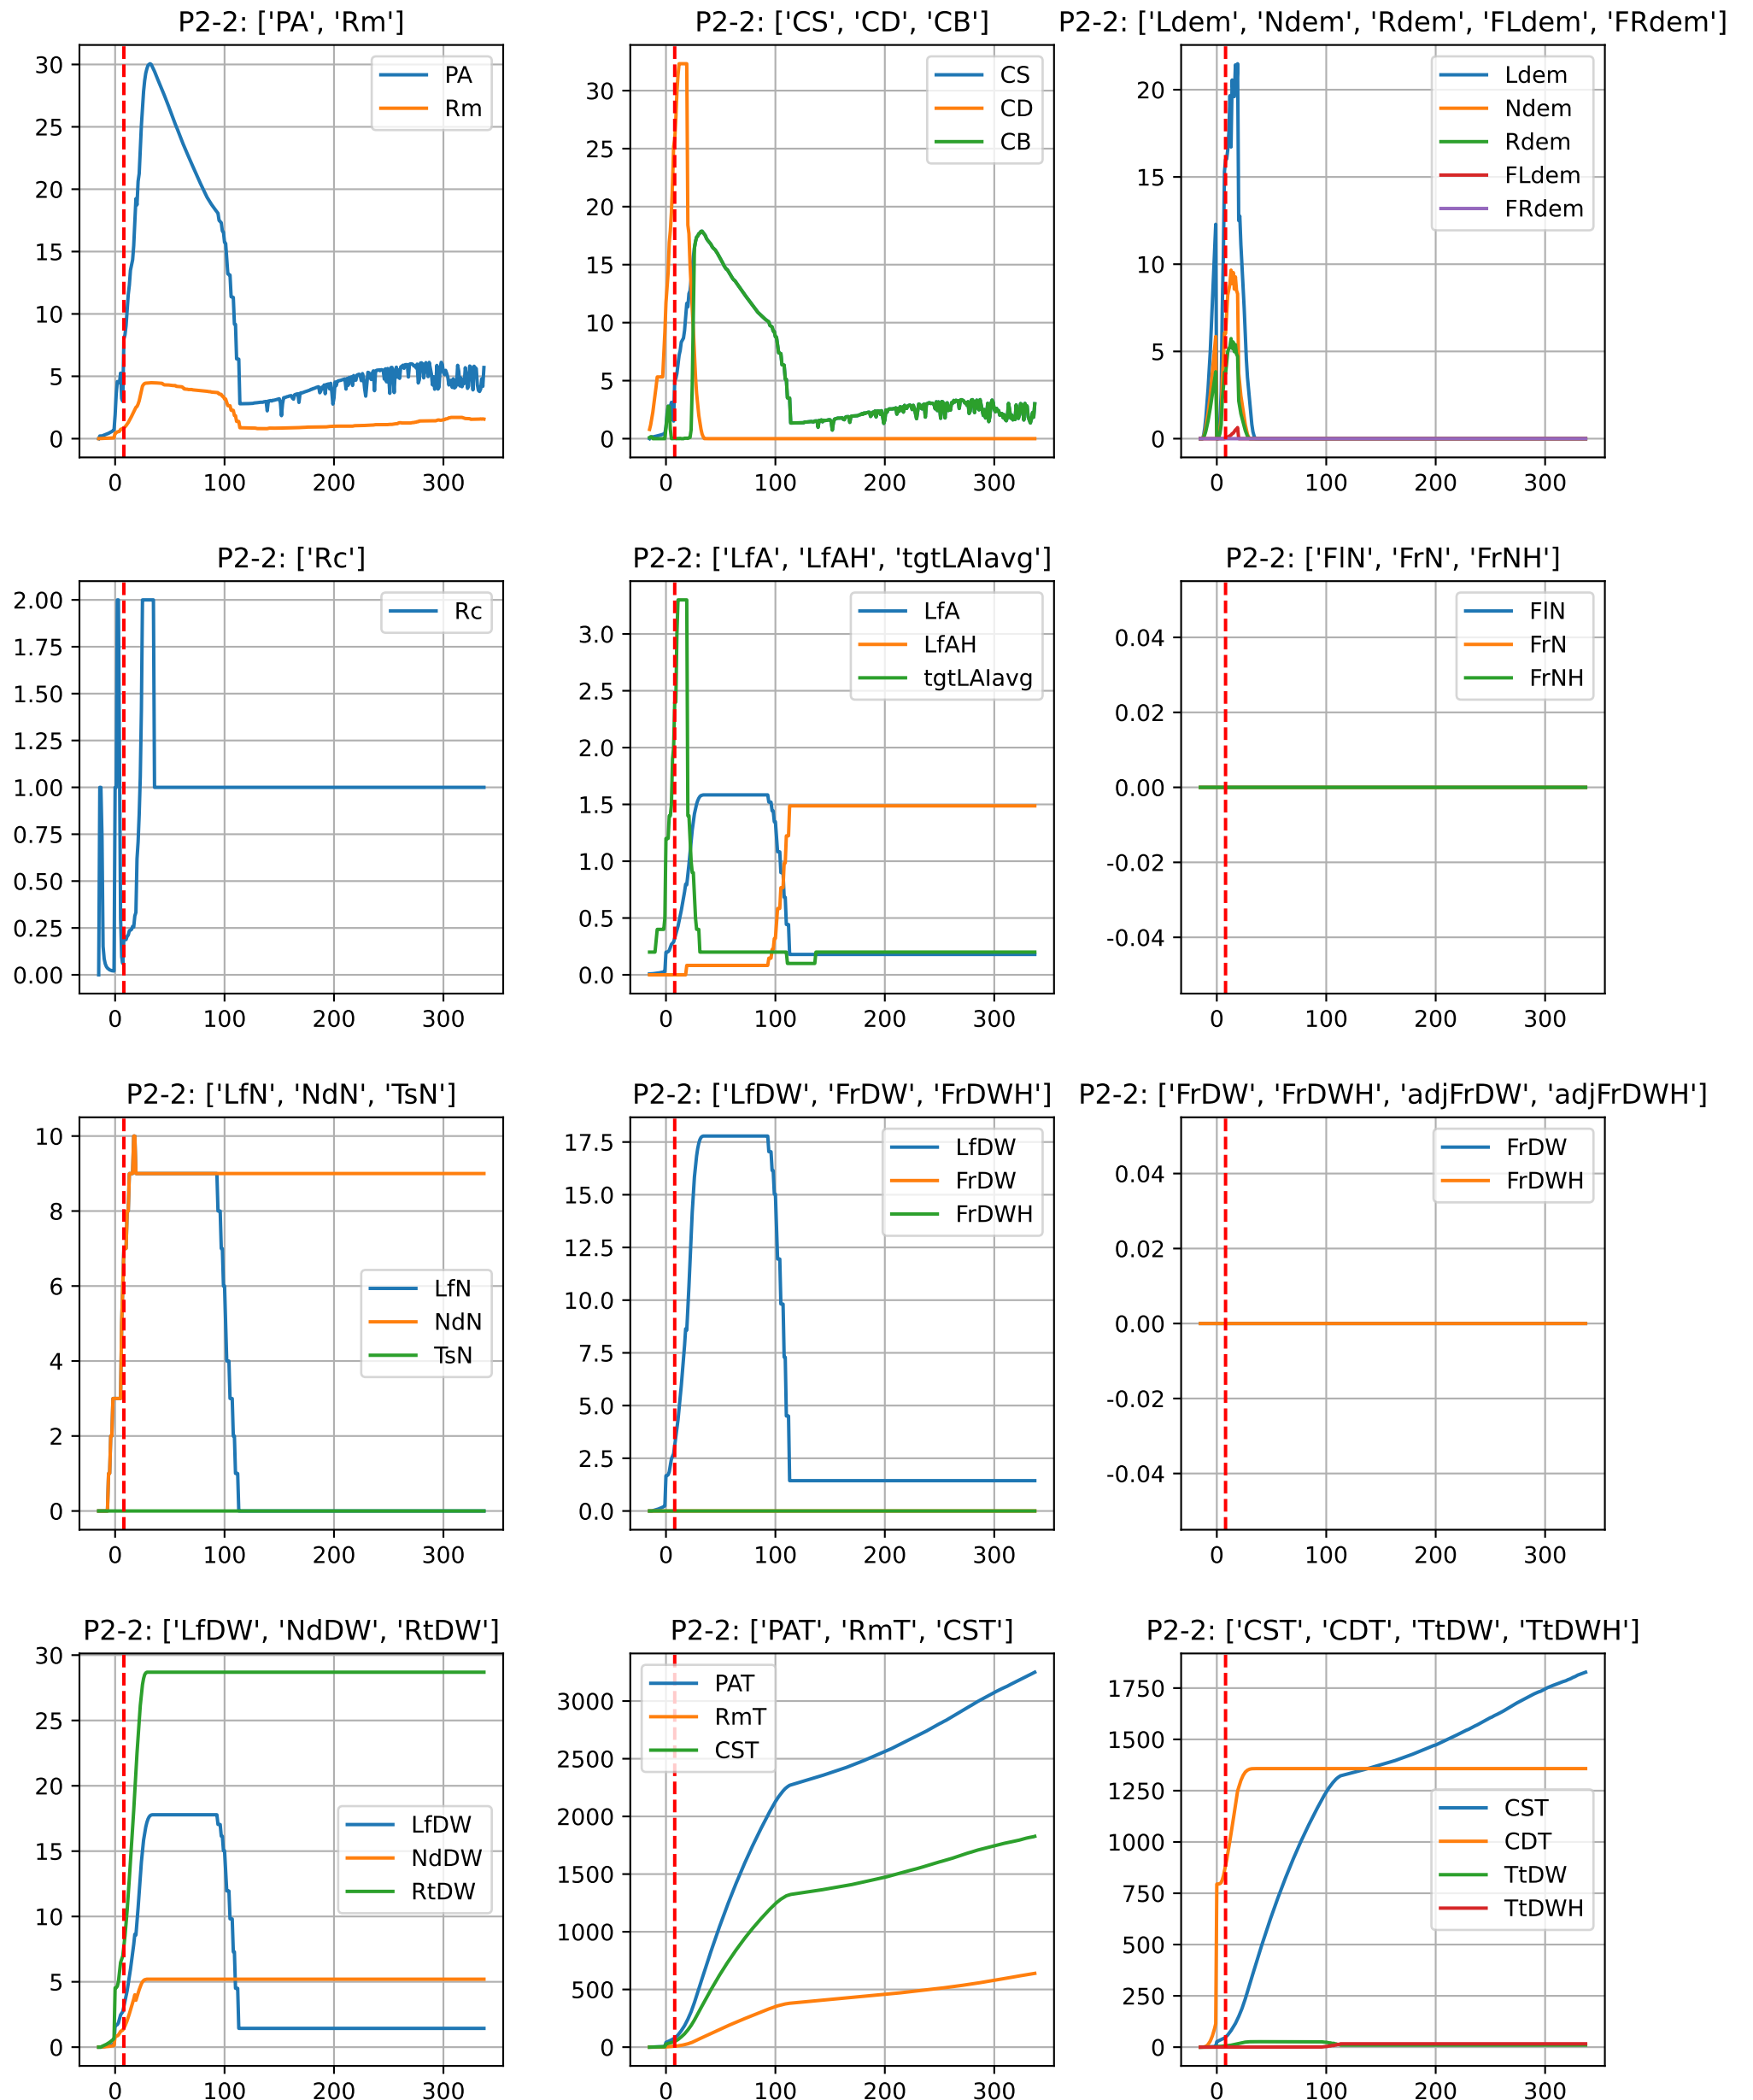 P2-2: ['PA', 'Rm']
30
25
20
15
10
5
0
0 100 200 300
PA
Rm
P2-2: ['CS', 'CD', 'CB']
30
25
20
15
10
5
0
0 100 200 300
CS
CD
CB
P2-2: ['Ldem', 'Ndem', 'Rdem', 'FLdem', 'FRdem']
20
15
10
5
0
0 100 200 300
Ldem
Ndem
Rdem
FLdem
FRdem
P2-2: ['Rc']
2.00
1.75
1.50
1.25
1.00
0.75
0.50
0.25
0.00
0 100 200 300
Rc
P2-2: ['LfA', 'LfAH', 'tgtLAIavg']
3.0
2.5
2.0
1.5
1.0
0.5
0.0
0 100 200 300
LfA
LfAH
tgtLAIavg
P2-2: ['FlN', 'FrN', 'FrNH']
0.04
0.02
0.00
-0.02
-0.04
0 100 200 300
FlN
FrN
FrNH
P2-2: ['LfN', 'NdN', 'TsN']
10
8
6
4
2
0
0 100 200 300
LfN
NdN
TsN
P2-2: ['LfDW', 'FrDW', 'FrDWH']
17.5
15.0
12.5
10.0
7.5
5.0
2.5
0.0
0 100 200 300
LfDW
FrDW
FrDWH
P2-2: ['FrDW', 'FrDWH', 'adjFrDW', 'adjFrDWH']
0.04
0.02
0.00
-0.02
-0.04
0 100 200 300
FrDW
FrDWH
P2-2: ['LfDW', 'NdDW', 'RtDW']
30
25
20
15
10
5
0
0 100 200 300
LfDW
NdDW
RtDW
P2-2: ['PAT', 'RmT', 'CST']
3000
2500
2000
1500
1000
500
0
0 100 200 300
PAT
RmT
CST
P2-2: ['CST', 'CDT', 'TtDW', 'TtDWH']
1750
1500
1250
1000
750
500
250
0
0 100 200 300
CST
CDT
TtDW
TtDWH